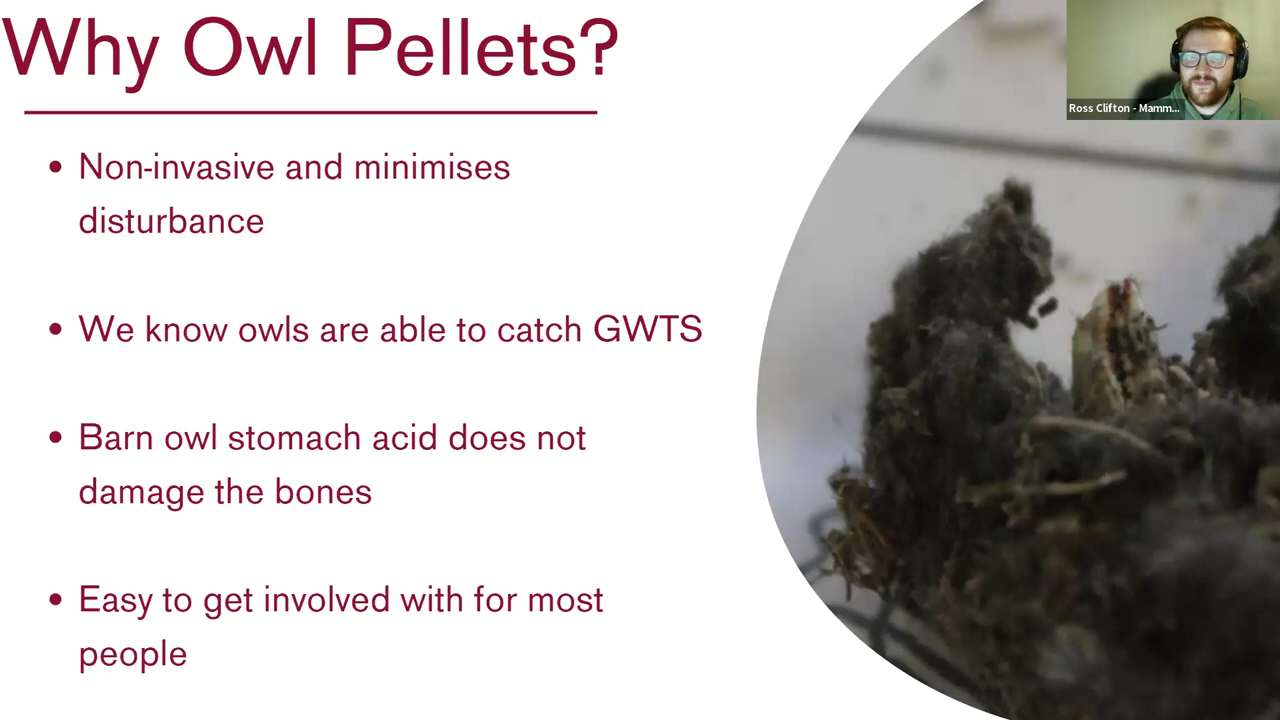 Why Owl Pellets?
Ross Clifton - Mamm...
• Non-invasive and minimises
disturbance
• We know owls are able to catch GWTS
• Barn owl stomach acid does not
damage the bones
• Easy to get involved with for most
people